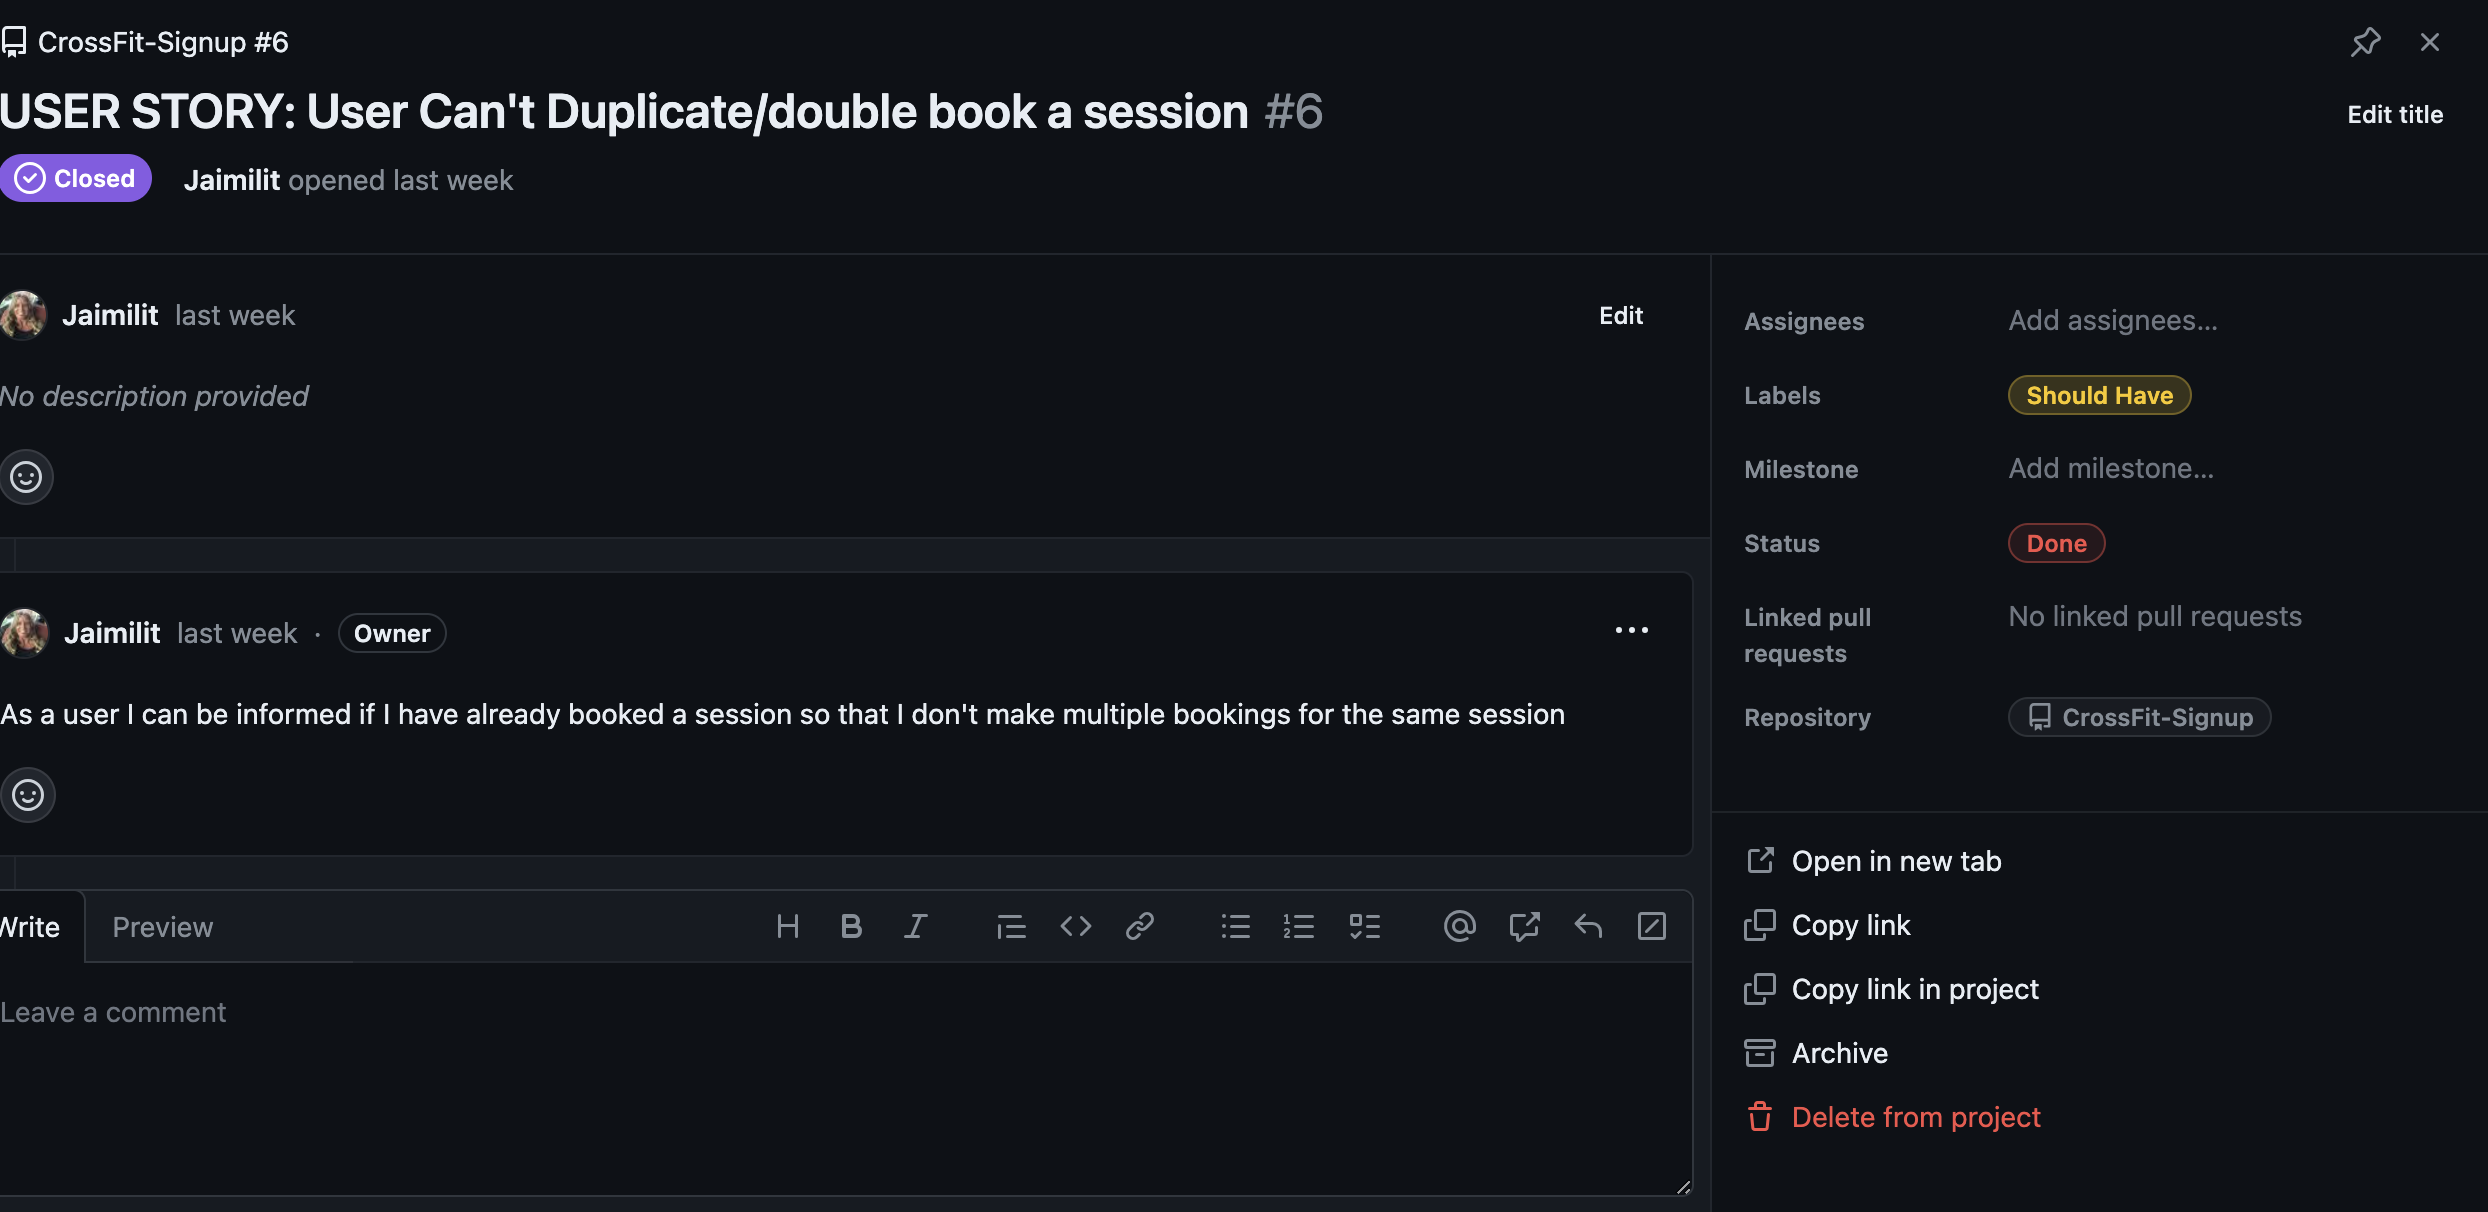 CrossFit-Signup #6
USER STORY: User Can't Duplicate/double book a session #6
Edit title
Closed
Jaimilit opened last week
Jaimilit last week
Edit
No description provided
Jaimilit last week · Owner
As a user I can be informed if I have already booked a session so that I don't make multiple bookings for the same session
Write
Preview
Leave a comment
Assignees
Add assignees...
Labels
Should Have
Milestone
Add milestone...
Status
Done
Linked pull
requests
No linked pull requests
Repository
CrossFit-Signup
Open in new tab
Copy link
Copy link in project
Archive
Delete from project